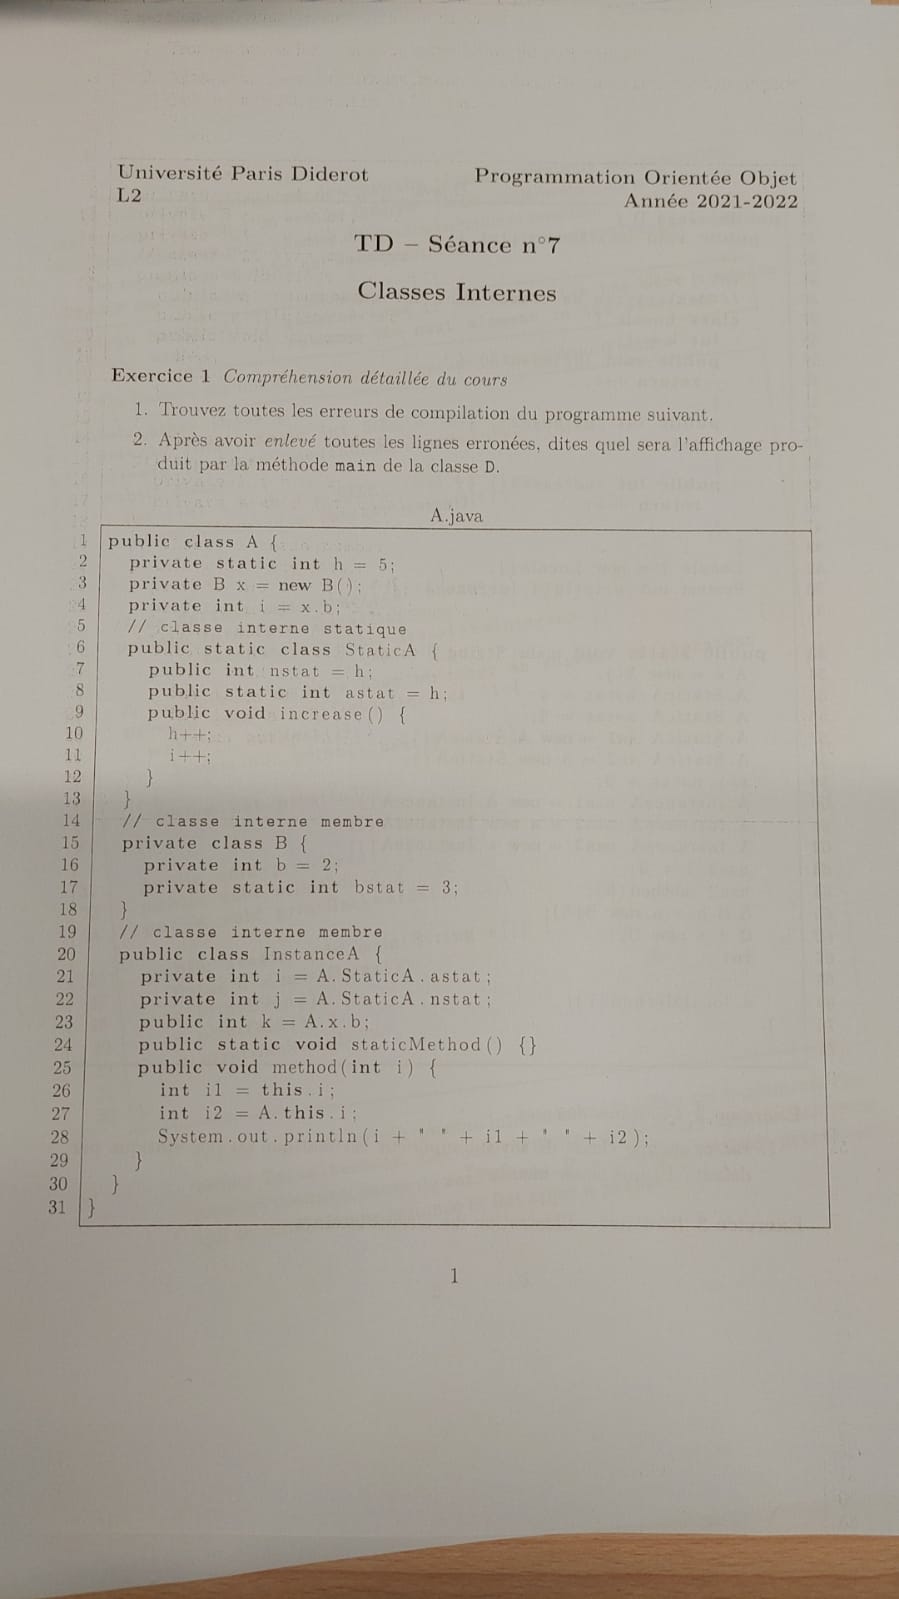 Université Paris Diderot
L2
Programmation Orientée Objet
Année 2021-2022
TD – Séance n°7
Classes Internes
Exercice 1 Compréhension détaillée du cours
1. Trouvez toutes les erreurs de compilation du programme suivant.
2. Après avoir enlevé toutes les lignes erronées, dites quel sera l'affichage pro-
duit par la méthode main de la classe D.
A.java
1 public class A {
2 private static int h = 5;
3 private B x = new B();
4 private int i = x.b;
5 // classe interne statique
6 public static class StaticA {
7 public int nstat = h;
8 public static int astat = h;
9 public void increase() {
10 h++;
11 i++;
12 }
13 }
14 // classe interne membre
15 private class B {
16 private int b = 2;
17 private static int bstat = 3;
18 }
19 // classe interne membre
20 public class InstanceA {
21 private int i = A.StaticA.astat;
22 private int j = A.StaticA.nstat;
23 public int k = A.x.b;
24 public static void staticMethod() {}
25 public void method(int i) {
26 int i1 = this.i;
27 int i2 = A.this.i;
28 System.out.println(i + " " + i1 + " " + i2);
29 }
30 }
31 }
1